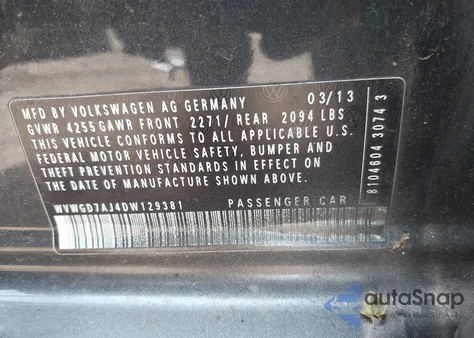 MFD BY VOLKSWAGEN AG GERMANY 03/13
GVWR 4255 GAWR FRONT 2271/ REAR 2094 LBS
THIS VEHICLE CONFORMS TO ALL APPLICABLE U.S.
FEDERAL MOTOR VEHICLE SAFETY, BUMPER AND
THEFT PREVENTION STANDARDS IN EFFECT ON THE
DATE OF MANUFACTURE SHOWN ABOVE.
WVWGD7AJ4DW129381 PASSENGER CAR
8104604 3074 3
autaSnap